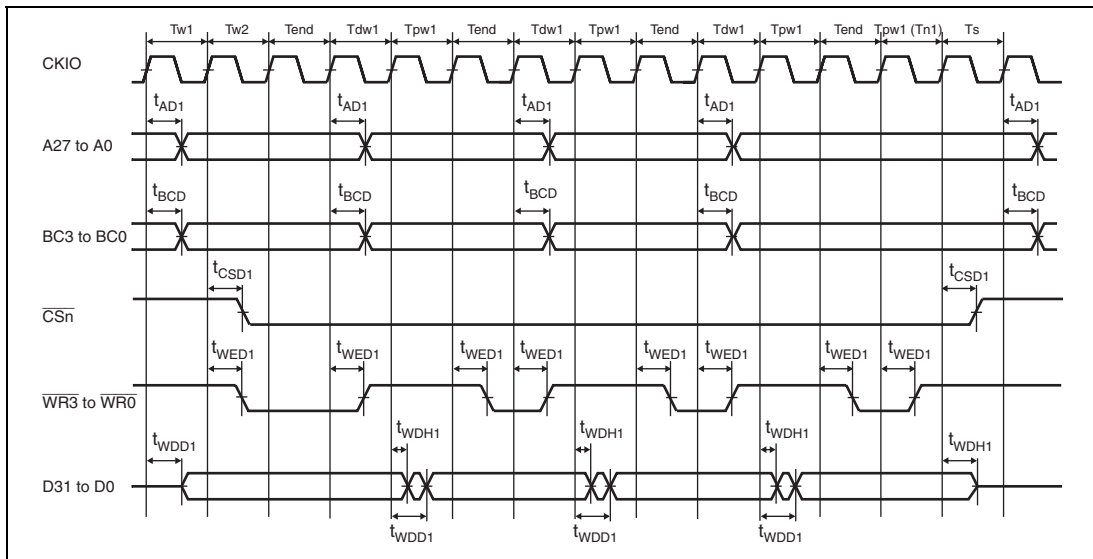 Tw1 Tw2 Tend Tdw1 Tpw1 Tend Tdw1 Tpw1 Tend Tdw1 Tpw1 Tend Tpw1 (Tn1) Ts
CKIO
tAD1 tAD1 tAD1 tAD1 tAD1
A27 to A0
tBCD tBCD tBCD tBCD tBCD
BC3 to BC0
tCSD1 tCSD1
CSn
tWED1 tWED1 tWED1 tWED1 tWED1 tWED1 tWED1 tWED1
WR3 to WR0
tWDD1 tWDH1 tWDH1 tWDH1 tWDH1
D31 to D0
tWDD1 tWDD1 tWDD1